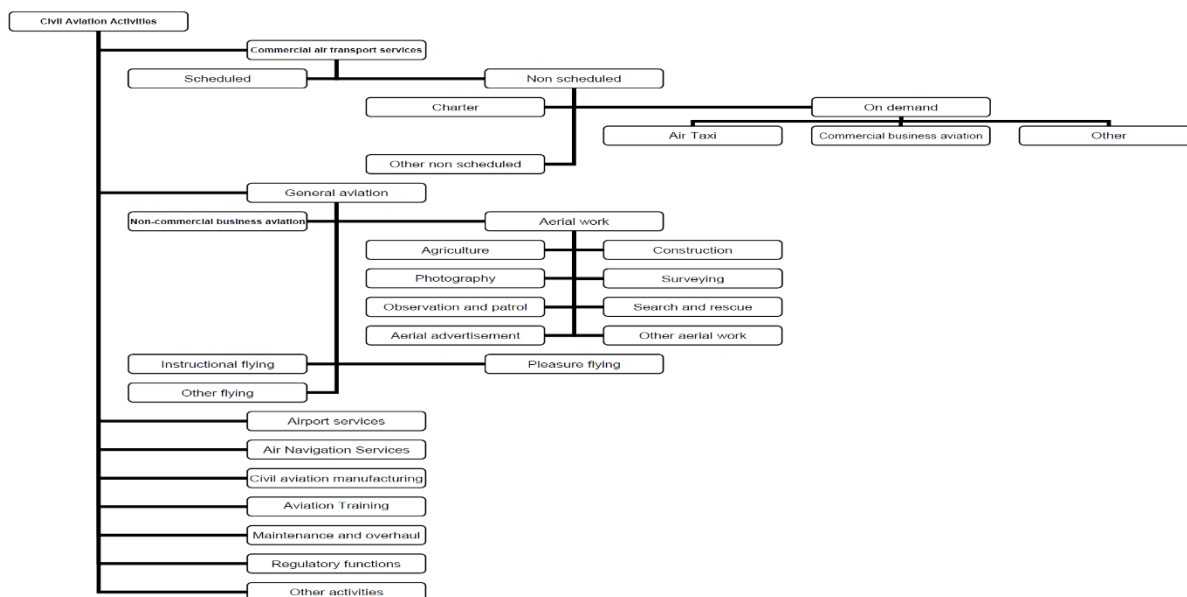 Civil Aviation Activities
Commercial air transport services
Scheduled
Non scheduled
Charter
On demand
Air Taxi
Commercial business aviation
Other
Other non scheduled
General aviation
Non-commercial business aviation
Aerial work
Agriculture
Construction
Photography
Surveying
Observation and patrol
Search and rescue
Aerial advertisement
Other aerial work
Instructional flying
Pleasure flying
Other flying
Airport services
Air Navigation Services
Civil aviation manufacturing
Aviation Training
Maintenance and overhaul
Regulatory functions
Other activities